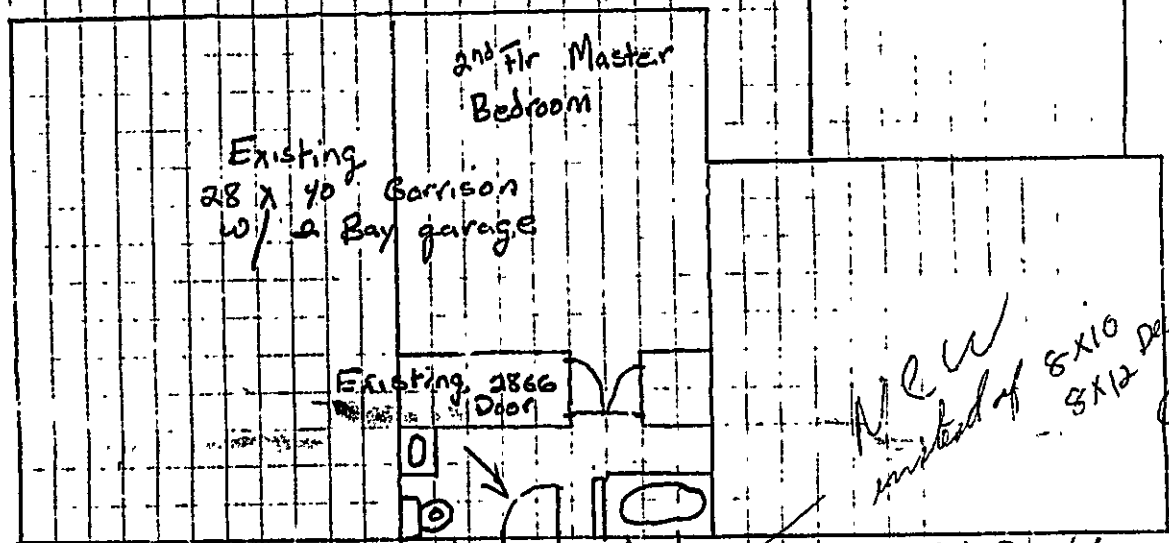 2nd Flr Master
Bedroom
Existing
28 x 40 Garrison
w/ 2 Bay garage
Existing 2866
Door
New
instead of 8x10
8x12